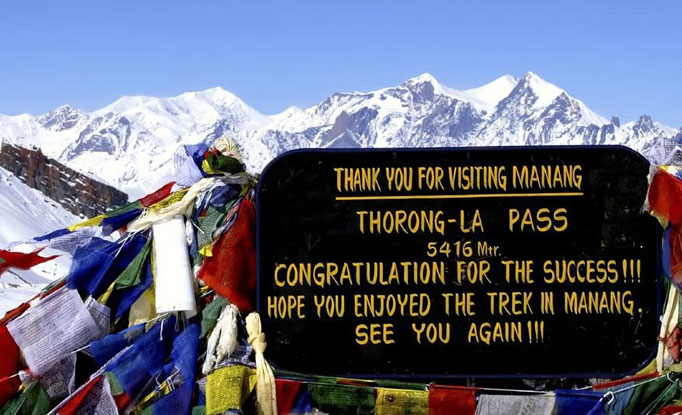 THANK YOU FOR VISITING MANANG
THORONG-LA PASS
5416 Mtr.
CONGRATULATION FOR THE SUCCESS!!!
HOPE YOU ENJOYED THE TREK IN MANANG.
SEE YOU AGAIN!!!